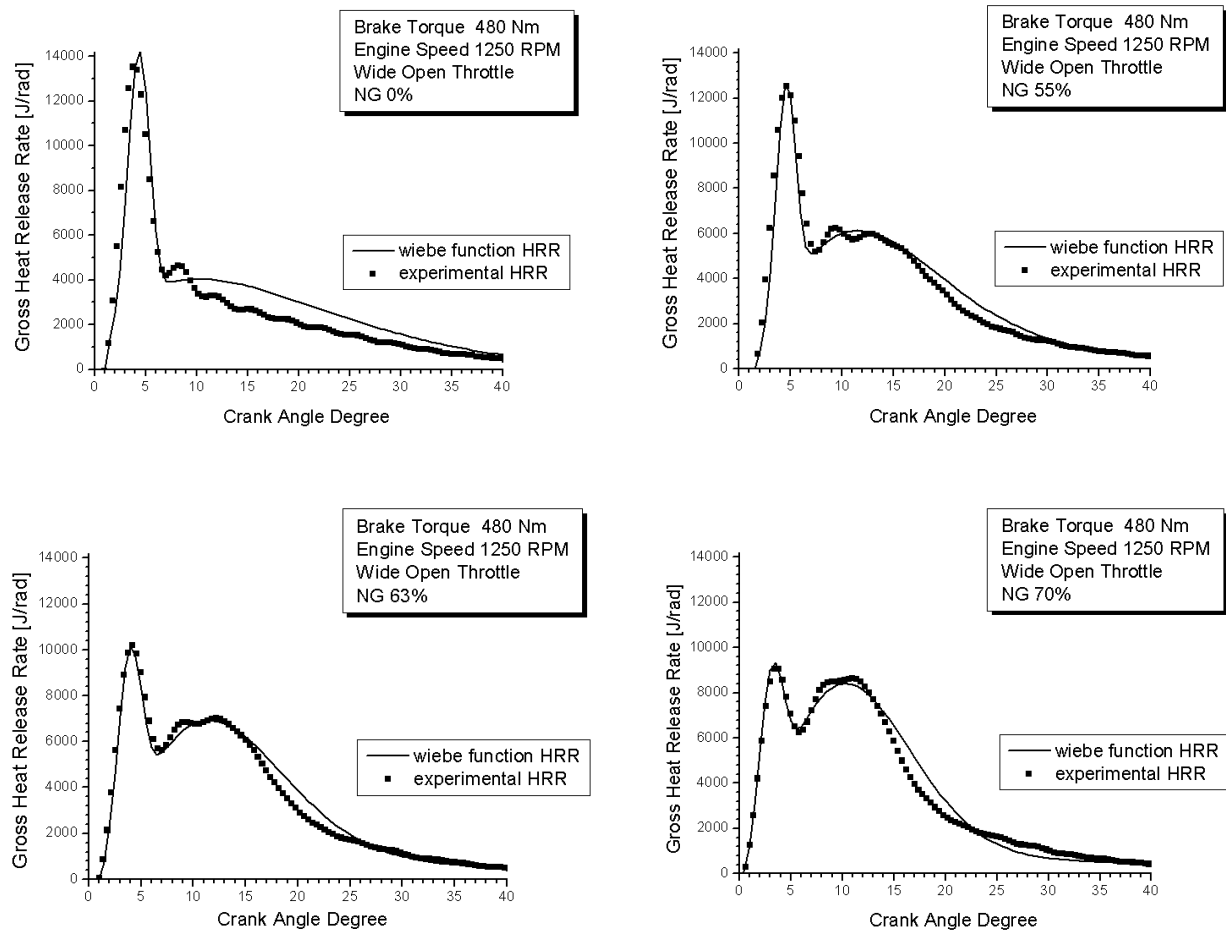 Brake Torque 480 Nm
Engine Speed 1250 RPM
Wide Open Throttle
NG 0%
Gross Heat Release Rate [J/rad]
14000
12000
10000
8000
6000
4000
2000
0
wiebe function HRR
experimental HRR
0 5 10 15 20 25 30 35 40
Crank Angle Degree
Brake Torque 480 Nm
Engine Speed 1250 RPM
Wide Open Throttle
NG 55%
Gross Heat Release Rate [J/rad]
14000
12000
10000
8000
6000
4000
2000
0
wiebe function HRR
experimental HRR
0 5 10 15 20 25 30 35 40
Crank Angle Degree
Brake Torque 480 Nm
Engine Speed 1250 RPM
Wide Open Throttle
NG 63%
Gross Heat Release Rate [J/rad]
14000
12000
10000
8000
6000
4000
2000
0
wiebe function HRR
experimental HRR
0 5 10 15 20 25 30 35 40
Crank Angle Degree
Brake Torque 480 Nm
Engine Speed 1250 RPM
Wide Open Throttle
NG 70%
Gross Heat Release Rate [J/rad]
14000
12000
10000
8000
6000
4000
2000
0
wiebe function HRR
experimental HRR
0 5 10 15 20 25 30 35 40
Crank Angle Degree